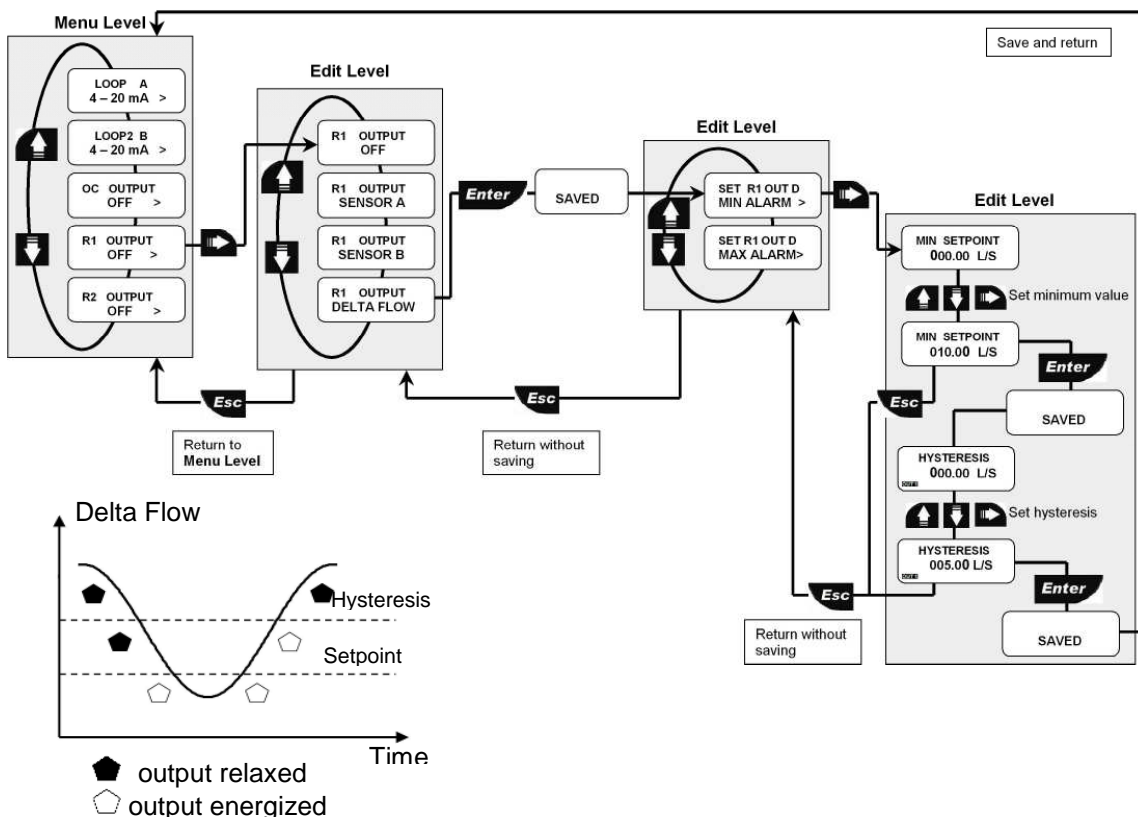 Menu Level
LOOP A
4 – 20 mA >
LOOP2 B
4 – 20 mA >
OC OUTPUT
OFF >
R1 OUTPUT
OFF >
R2 OUTPUT
OFF >
Edit Level
R1 OUTPUT
OFF
R1 OUTPUT
SENSOR A
R1 OUTPUT
SENSOR B
R1 OUTPUT
DELTA FLOW
Enter
SAVED
Edit Level
SET R1 OUT D
MIN ALARM >
SET R1 OUT D
MAX ALARM>
Save and return
Edit Level
MIN SETPOINT
000.00 L/S
Set minimum value
MIN SETPOINT
010.00 L/S
Enter
Esc
SAVED
HYSTERESIS
000.00 L/S
Set hysteresis
HYSTERESIS
005.00 L/S
Enter
SAVED
Esc
Return to
Menu Level
Esc
Return without
saving
Esc
Return without
saving
Delta Flow
Hysteresis
Setpoint
Time
output relaxed
output energized